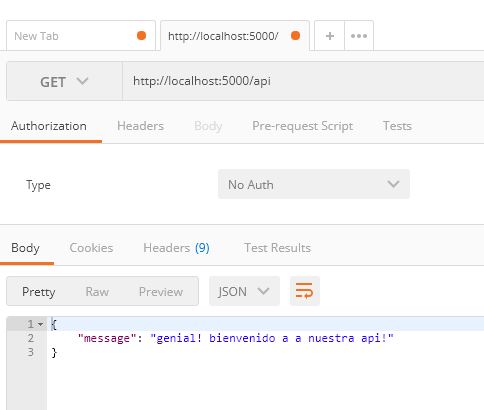 New Tab http://localhost:5000/ + •••
GET http://localhost:5000/api
Authorization Headers Body Pre-request Script Tests
Type No Auth
Body Cookies Headers (9) Test Results
Pretty Raw Preview JSON
1 {
2 "message": "genial! bienvenido a a nuestra api!"
3 }